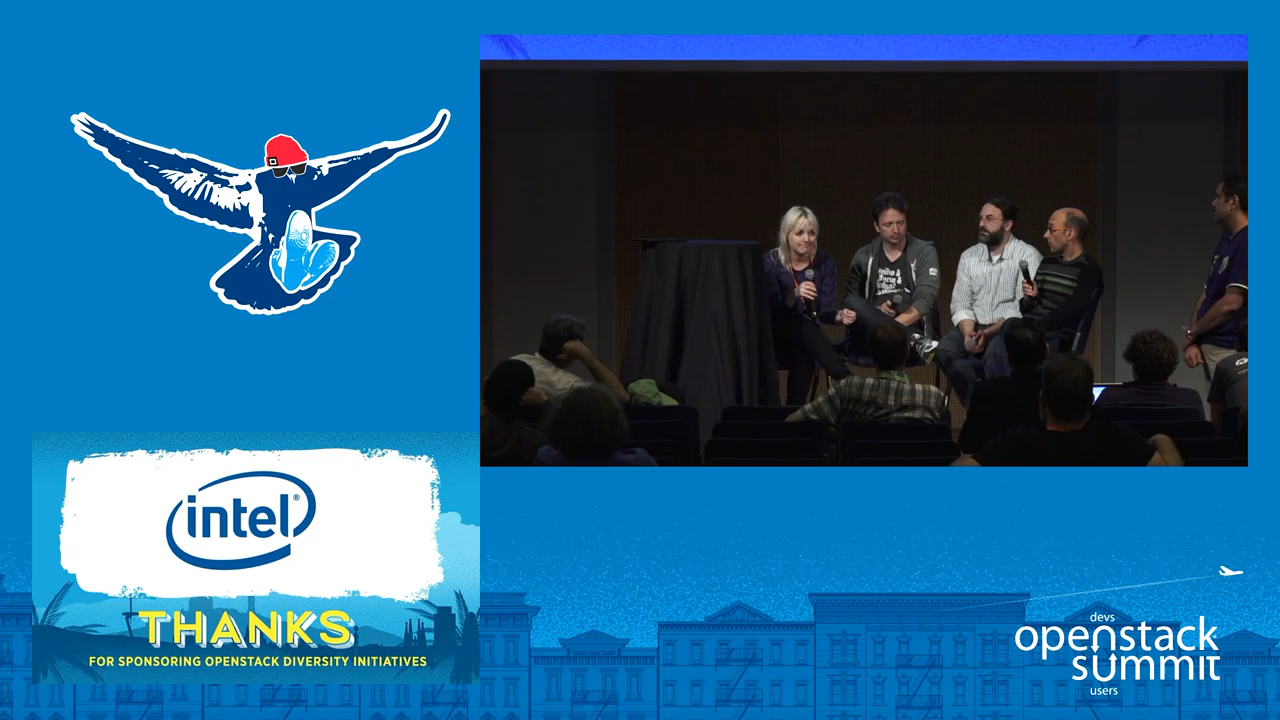 intel®
THANKS
FOR SPONSORING OPENSTACK DIVERSITY INITIATIVES
devs
openstack
summit
users